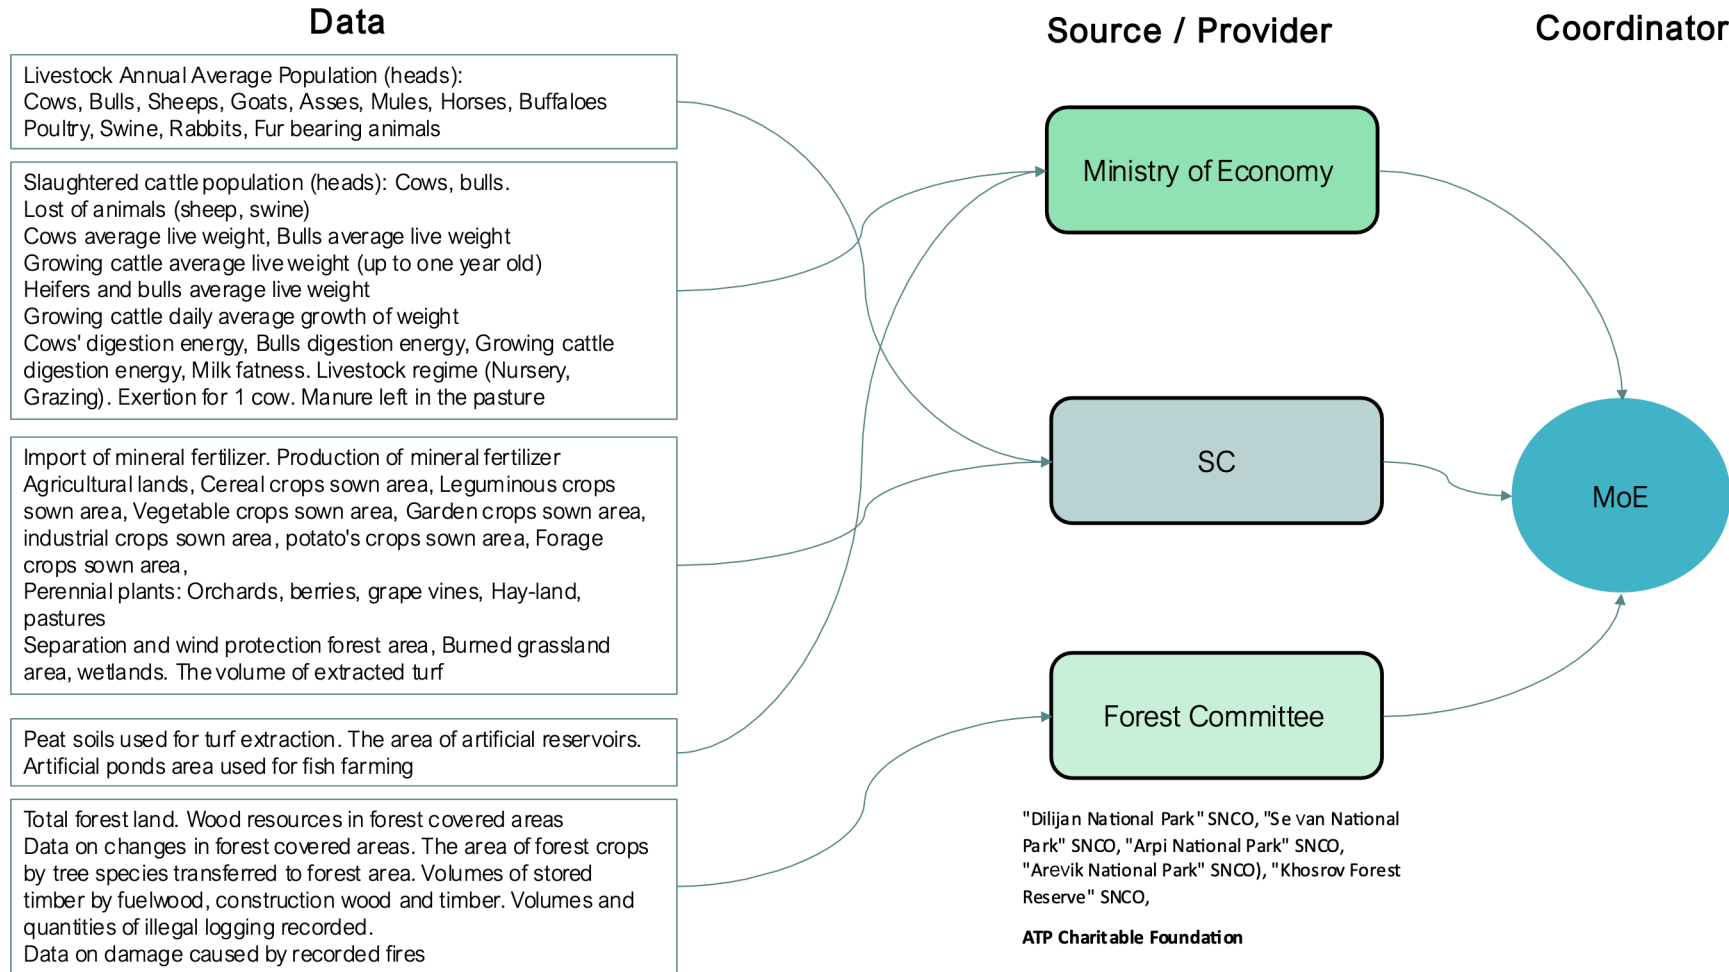 Data
Source / Provider
Coordinator
Livestock Annual Average Population (heads):
Cows, Bulls, Sheeps, Goats, Asses, Mules, Horses, Buffaloes
Poultry, Swine, Rabbits, Fur bearing animals
Slaughtered cattle population (heads): Cows, bulls.
Lost of animals (sheep, swine)
Cows average live weight, Bulls average live weight
Growing cattle average live weight (up to one year old)
Heifers and bulls average live weight
Growing cattle daily average growth of weight
Cows' digestion energy, Bulls digestion energy, Growing cattle
digestion energy, Milk fatness. Livestock regime (Nursery,
Grazing). Exertion for 1 cow. Manure left in the pasture
Import of mineral fertilizer. Production of mineral fertilizer
Agricultural lands, Cereal crops sown area, Leguminous crops
sown area, Vegetable crops sown area, Garden crops sown area,
industrial crops sown area, potato's crops sown area, Forage
crops sown area,
Perennial plants: Orchards, berries, grape vines, Hay-land,
pastures
Separation and wind protection forest area, Burned grassland
area, wetlands. The volume of extracted turf
Peat soils used for turf extraction. The area of artificial reservoirs.
Artificial ponds area used for fish farming
Total forest land. Wood resources in forest covered areas
Data on changes in forest covered areas. The area of forest crops
by tree species transferred to forest area. Volumes of stored
timber by fuelwood, construction wood and timber. Volumes and
quantities of illegal logging recorded.
Data on damage caused by recorded fires
Ministry of Economy
SC
Forest Committee
"Dilijan National Park" SNCO, "Se van National
Park" SNCO, "Arpi National Park" SNCO,
"Arevik National Park" SNCO), "Khosrov Forest
Reserve" SNCO,
ATP Charitable Foundation
MoE